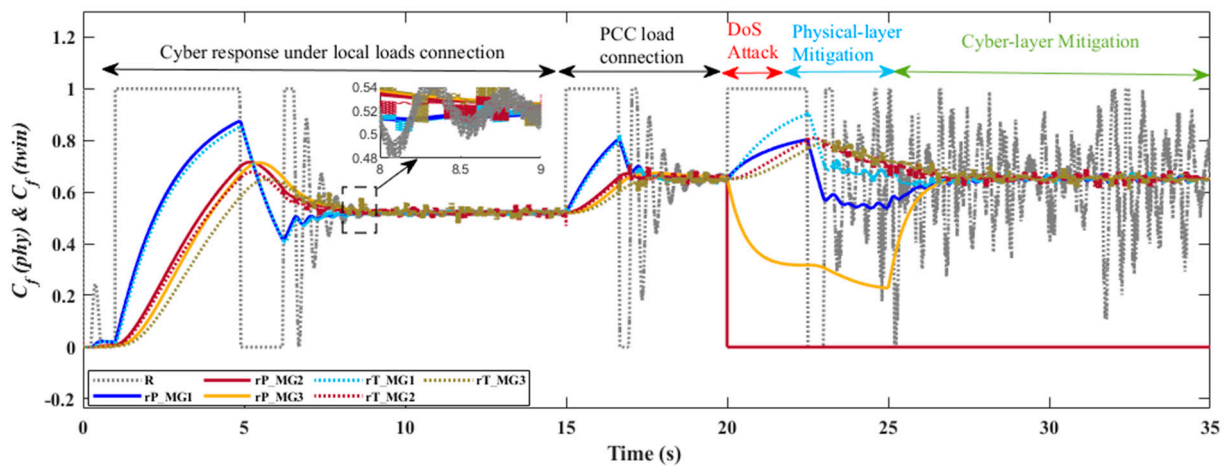 1.2
1
0.8
0.6
0.4
0.2
0
-0.2
C_f (phy) & C_f (twin)
Cyber response under local loads connection
PCC load
connection
DoS
Attack
Physical-layer
Mitigation
Cyber-layer Mitigation
0.54
0.52
0.5
0.48
8
8.5
9
R
rP_MG2
rT_MG1
rT_MG3
rP_MG1
rP_MG3
rT_MG2
0
5
10
15
20
25
30
35
Time (s)